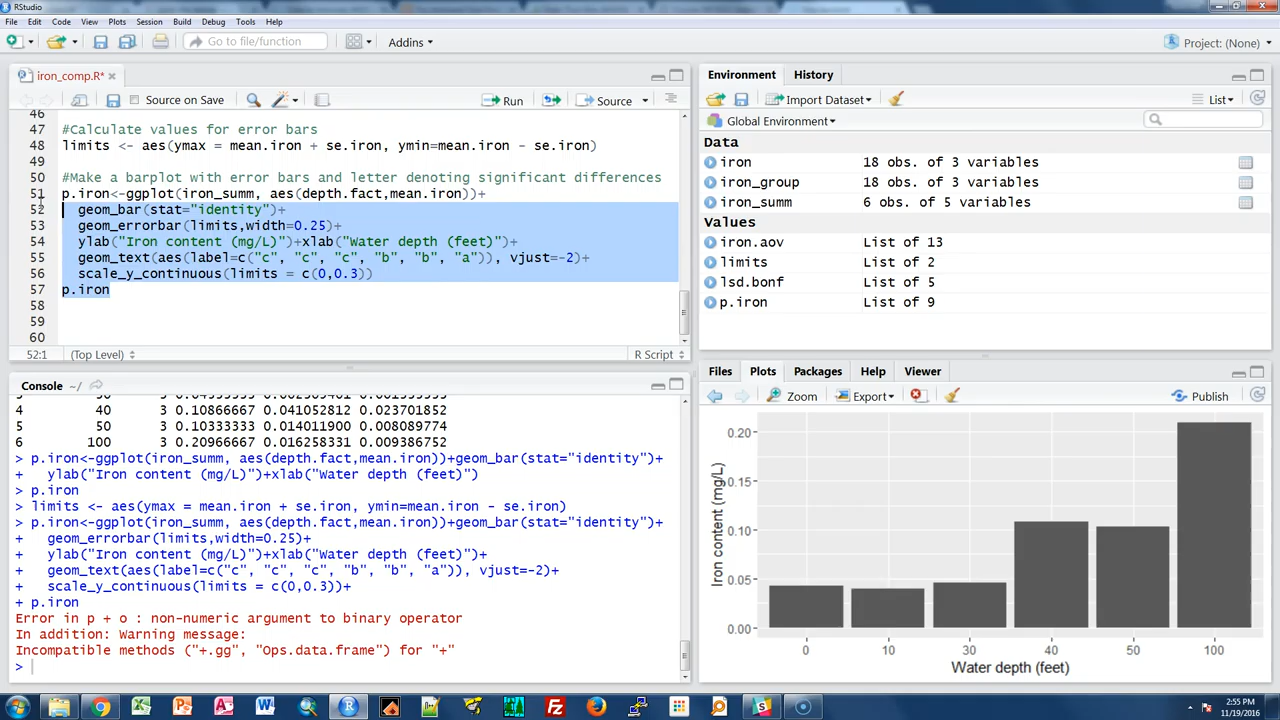 RStudio
File Edit Code View Plots Session Build Debug Tools Help
Go to file/function Addins Project: (None)
iron_comp.R*
Source on Save Run Source
46
47 #Calculate values for error bars
48 limits <- aes(ymax = mean.iron + se.iron, ymin=mean.iron - se.iron)
49
50 #Make a barplot with error bars and letter denoting significant differences
51 p.iron<-ggplot(iron_summ, aes(depth.fact,mean.iron))+
52 geom_bar(stat="identity")+
53 geom_errorbar(limits,width=0.25)+
54 ylab("Iron content (mg/L)")+xlab("Water depth (feet)")+
55 geom_text(aes(label=c("c", "c", "c", "b", "b", "a")), vjust=-2)+
56 scale_y_continuous(limits = c(0,0.3))
57 p.iron
58
59
60
52:1 (Top Level) R Script
Console ~/
4 40 3 0.10866667 0.041052812 0.023701852
5 50 3 0.10333333 0.014011900 0.008089774
6 100 3 0.20966667 0.016258331 0.009386752
> p.iron<-ggplot(iron_summ, aes(depth.fact,mean.iron))+geom_bar(stat="identity")+
+ ylab("Iron content (mg/L)")+xlab("Water depth (feet)")
> p.iron
> limits <- aes(ymax = mean.iron + se.iron, ymin=mean.iron - se.iron)
> p.iron<-ggplot(iron_summ, aes(depth.fact,mean.iron))+geom_bar(stat="identity")+
+ geom_errorbar(limits,width=0.25)+
+ ylab("Iron content (mg/L)")+xlab("Water depth (feet)")+
+ geom_text(aes(label=c("c", "c", "c", "b", "b", "a")), vjust=-2)+
+ scale_y_continuous(limits = c(0,0.3))+
+ p.iron
Error in p + o : non-numeric argument to binary operator
In addition: Warning message:
Incompatible methods ("+.gg", "Ops.data.frame") for "+"
>
Environment History
Import Dataset List
Global Environment
Data
iron 18 obs. of 3 variables
iron_group 18 obs. of 3 variables
iron_summ 6 obs. of 5 variables
Values
iron.aov List of 13
limits List of 2
lsd.bonf List of 5
p.iron List of 9
Files Plots Packages Help Viewer
Zoom Export Publish
0.20
0.15
0.10
0.05
0.00
Iron content (mg/L)
0 10 30 40 50 100
Water depth (feet)
2:55 PM
11/19/2016